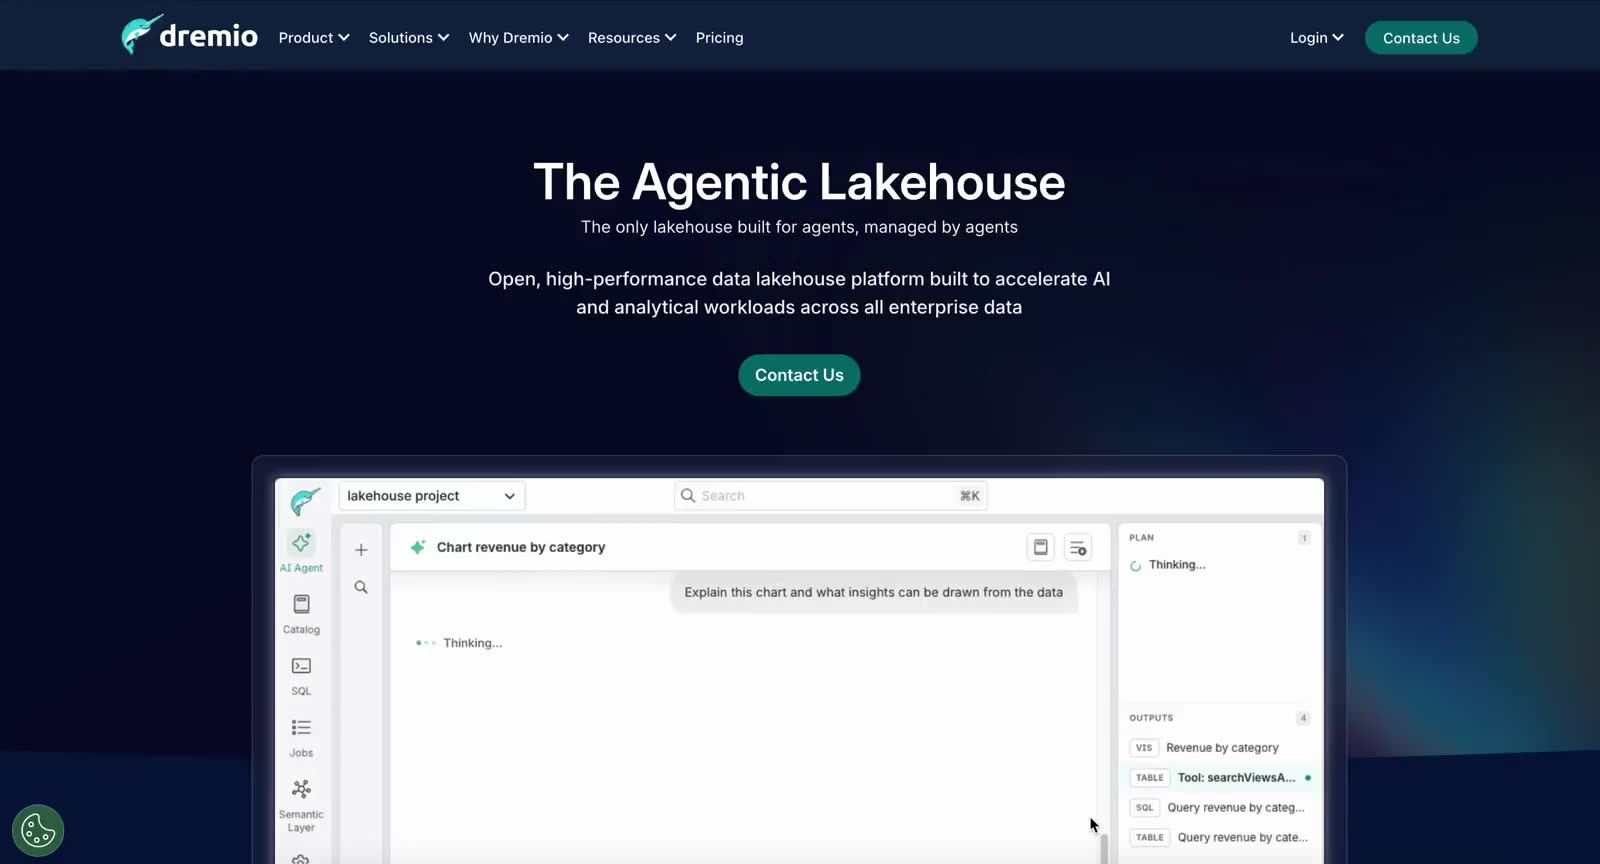 dremio
Product
Solutions
Why Dremio
Resources
Pricing
Login
Contact Us
The Agentic Lakehouse
The only lakehouse built for agents, managed by agents
Open, high-performance data lakehouse platform built to accelerate AI
and analytical workloads across all enterprise data
Contact Us
lakehouse project
Search
⌘K
AI Agent
Catalog
SQL
Jobs
Semantic
Layer
Chart revenue by category
Explain this chart and what insights can be drawn from the data
Thinking...
PLAN
1
Thinking...
OUTPUTS
4
VIS Revenue by category
TABLE Tool: searchViewsA...
SQL Query revenue by categ...
TABLE Query revenue by cate...